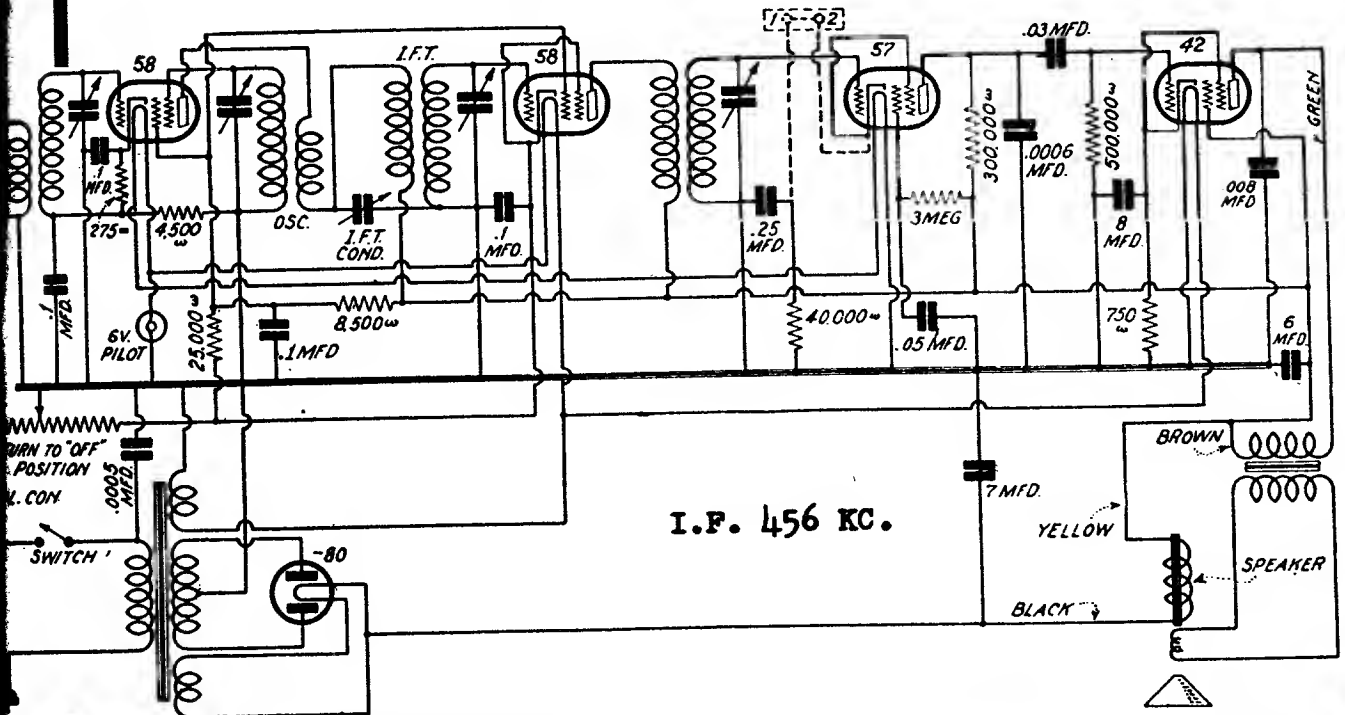 1 2
58
I.F.T.
58
57
.03 MFD.
42
GREEN
.1
MFD.
275 ω
4,500
ω
OSC.
I.F.T.
COND.
.1
MFD.
.25
MFD.
3 MEG
300,000 ω
.0006
MFD.
500,000 ω
8
MFD.
.008
MFD
.1
MFD.
6V.
PILOT
25,000 ω
.1 MFD
8,500 ω
40,000 ω
.05 MFD.
750
ω
6
MFD.
TURN TO "OFF"
POSITION
L. CON.
.0005
MFD.
SWITCH
-80
7 MFD.
I.F. 456 KC.
BROWN
YELLOW
SPEAKER
BLACK